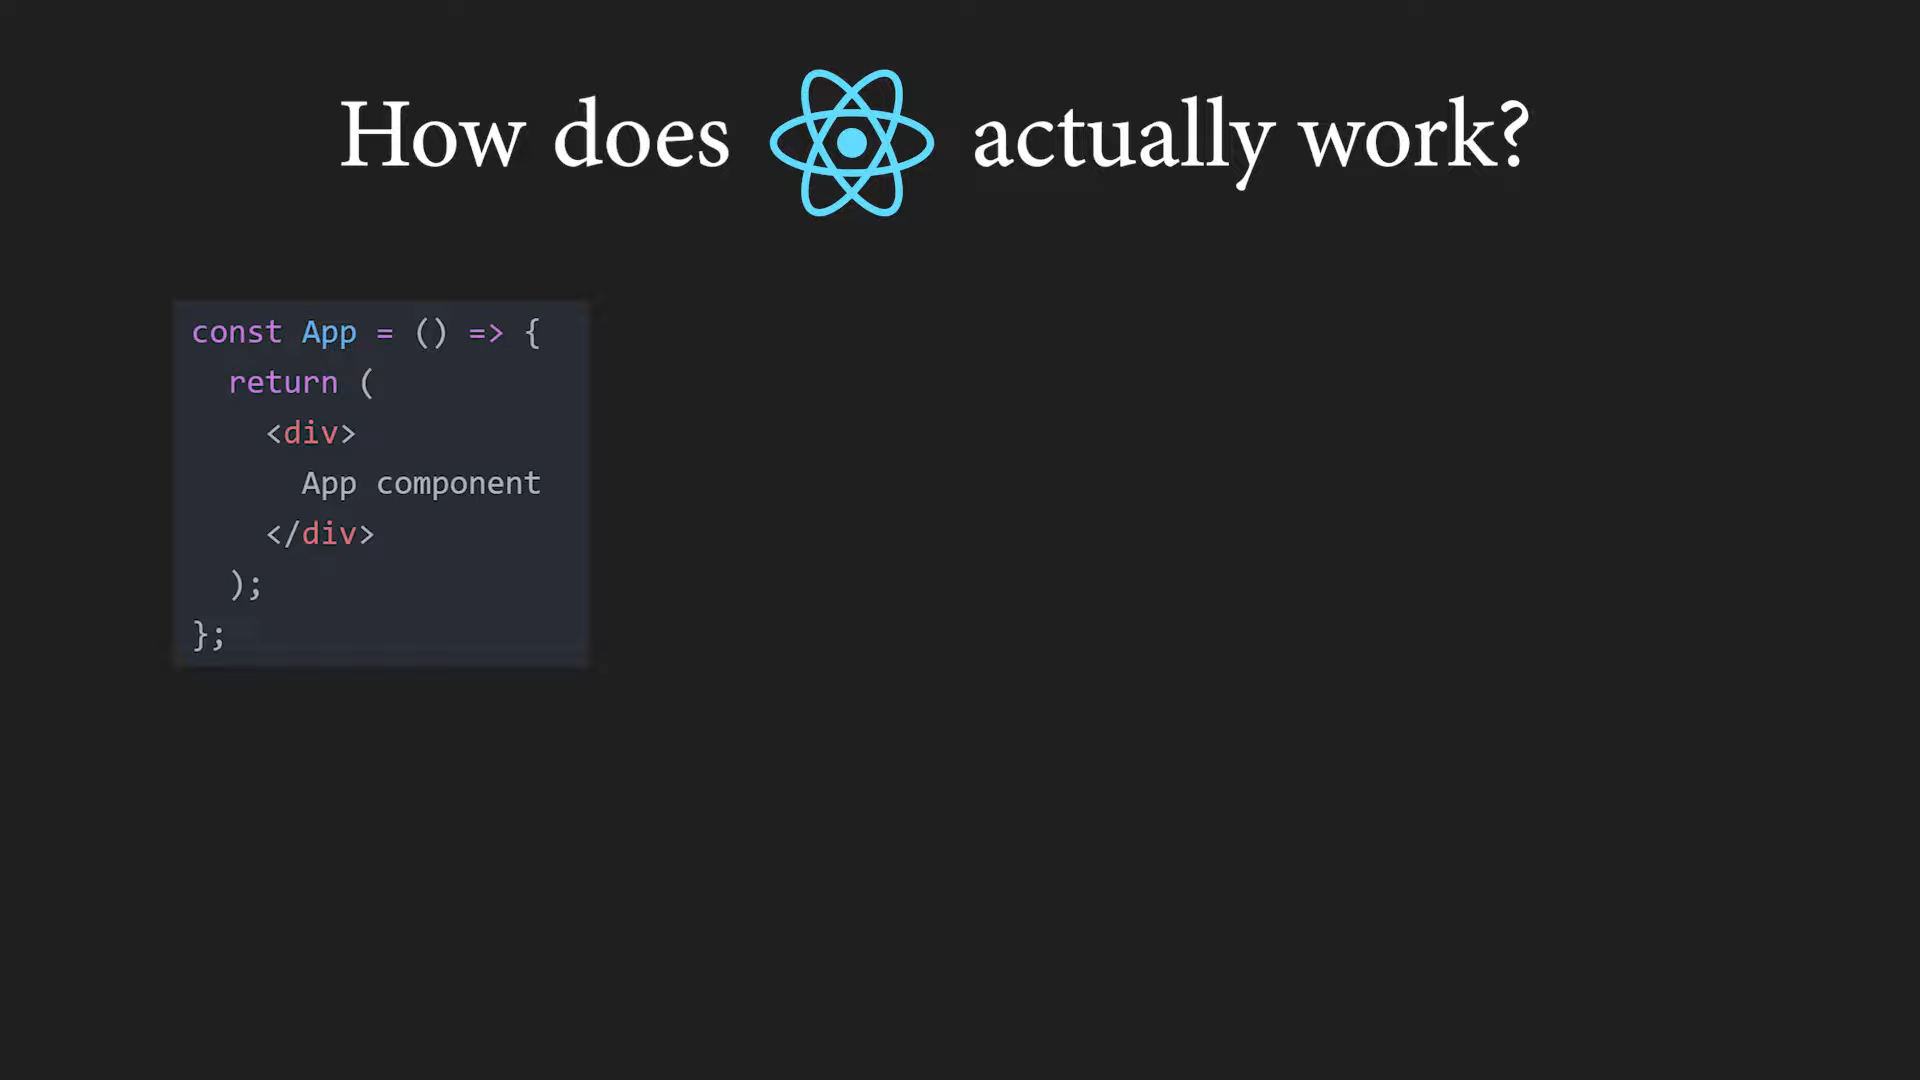 How does actually work?
const App = () => {
  return (
    <div>
      App component
    </div>
  );
};